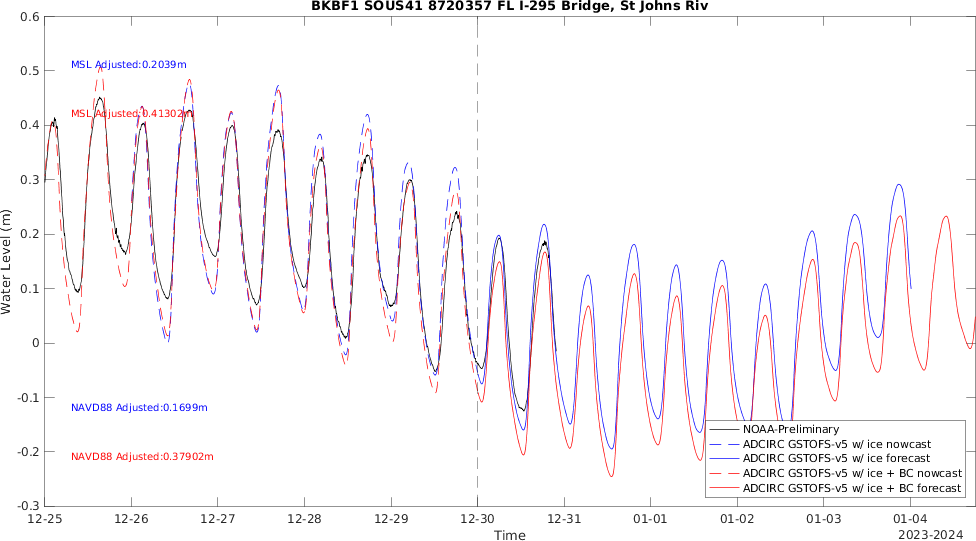 BKBF1 SOUS41 8720357 FL I-295 Bridge, St Johns Riv
0.6
0.5
0.4
0.3
0.2
0.1
0
-0.1
-0.2
-0.3
Water Level (m)
MSL Adjusted:0.2039m
MSL Adjusted:0.41302m
NAVD88 Adjusted:0.1699m
NAVD88 Adjusted:0.37902m
NOAA-Preliminary
ADCIRC GSTOFS-v5 w/ ice nowcast
ADCIRC GSTOFS-v5 w/ ice forecast
ADCIRC GSTOFS-v5 w/ ice + BC nowcast
ADCIRC GSTOFS-v5 w/ ice + BC forecast
12-25 12-26 12-27 12-28 12-29 12-30 12-31 01-01 01-02 01-03 01-04
Time
2023-2024